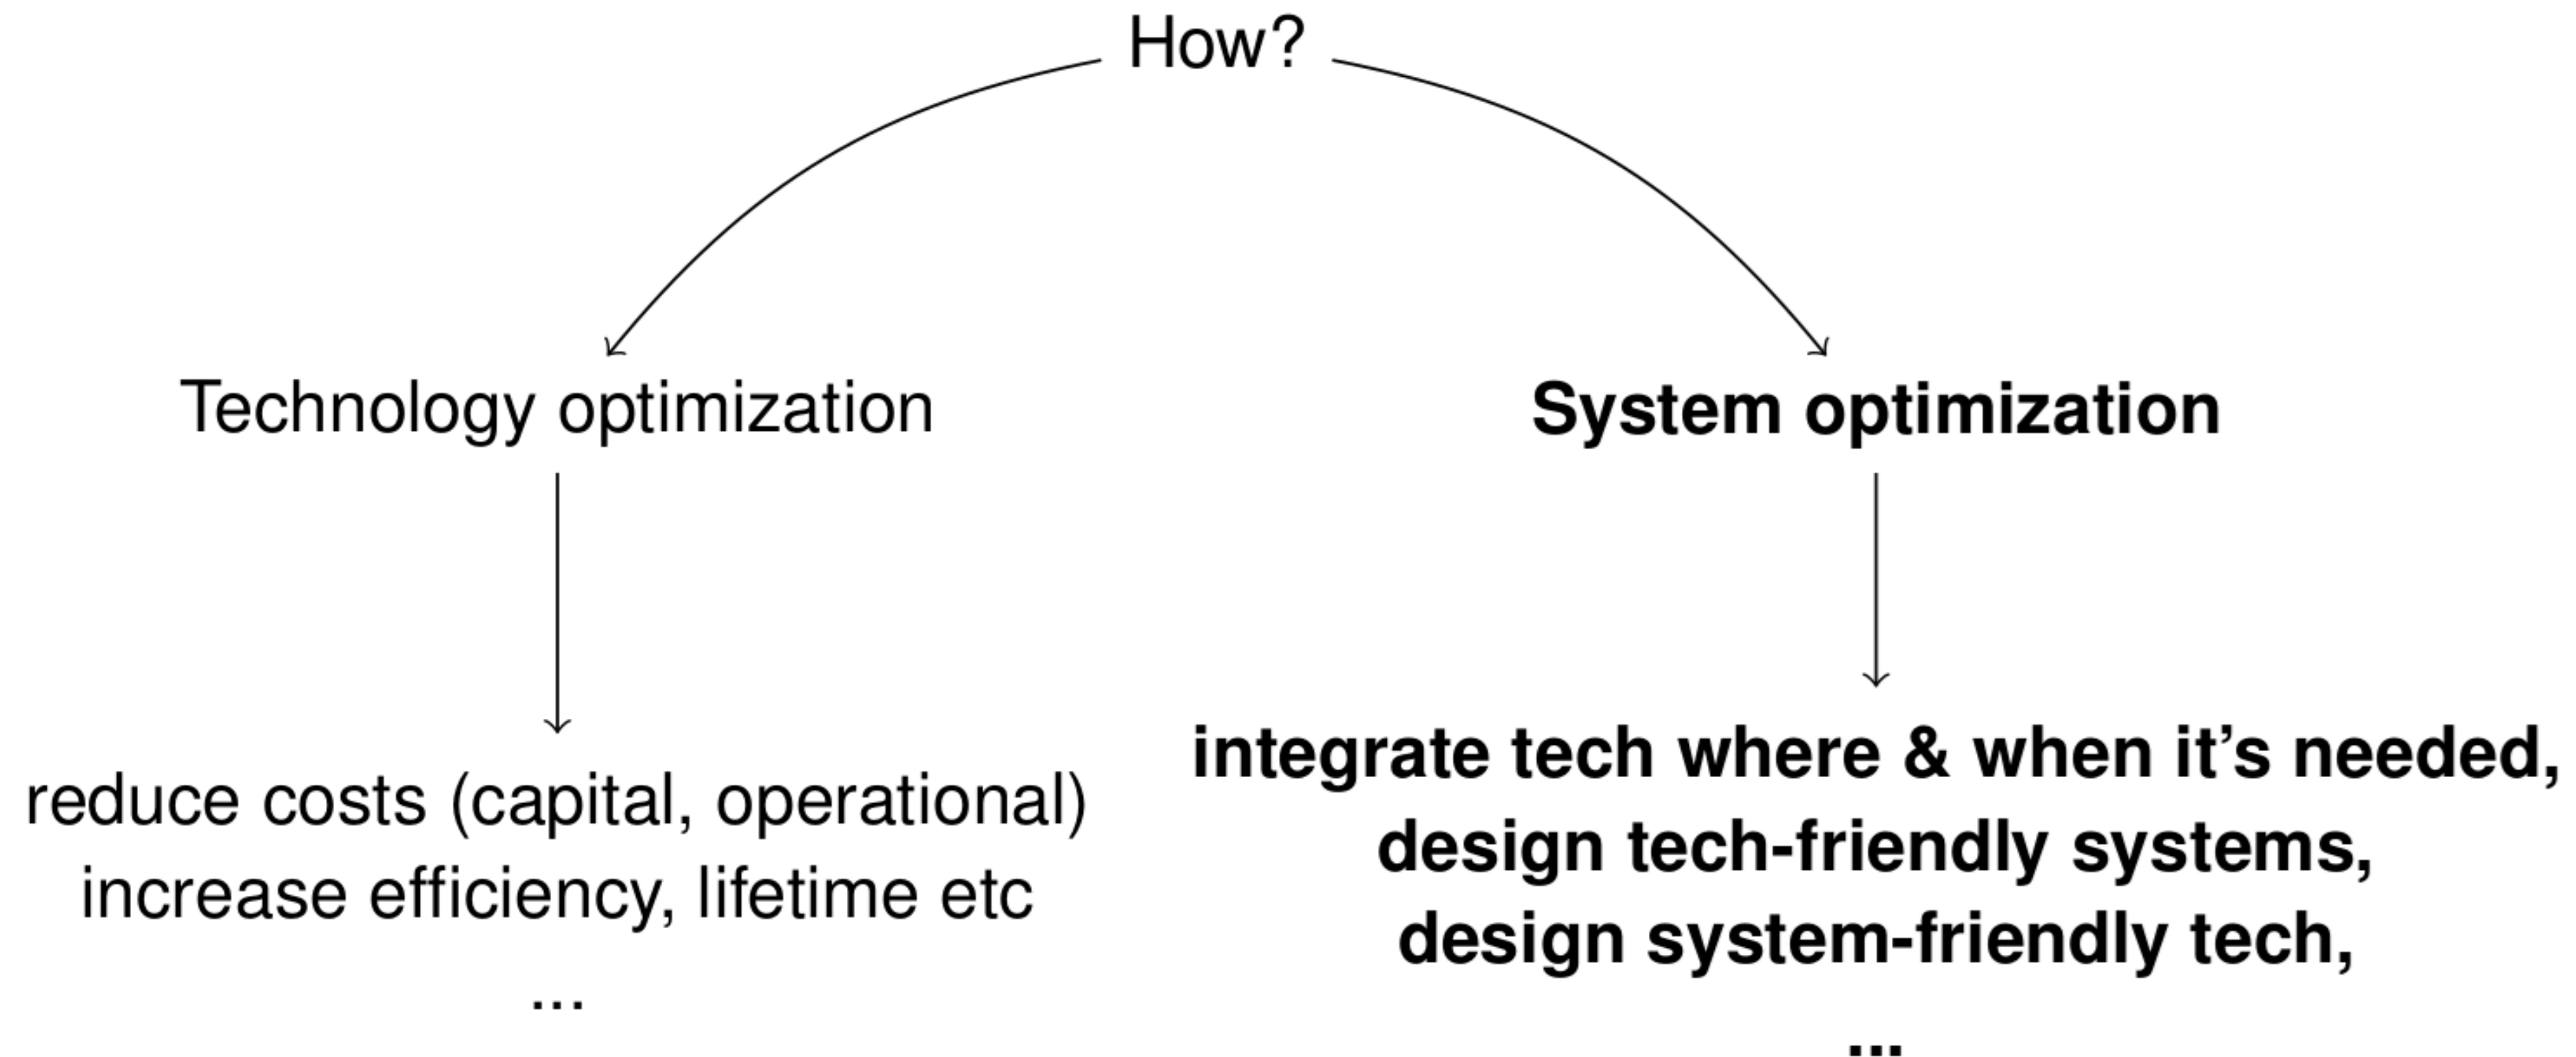 How?
Technology optimization
System optimization
reduce costs (capital, operational)
increase efficiency, lifetime etc
...
integrate tech where & when it’s needed,
design tech-friendly systems,
design system-friendly tech,
...